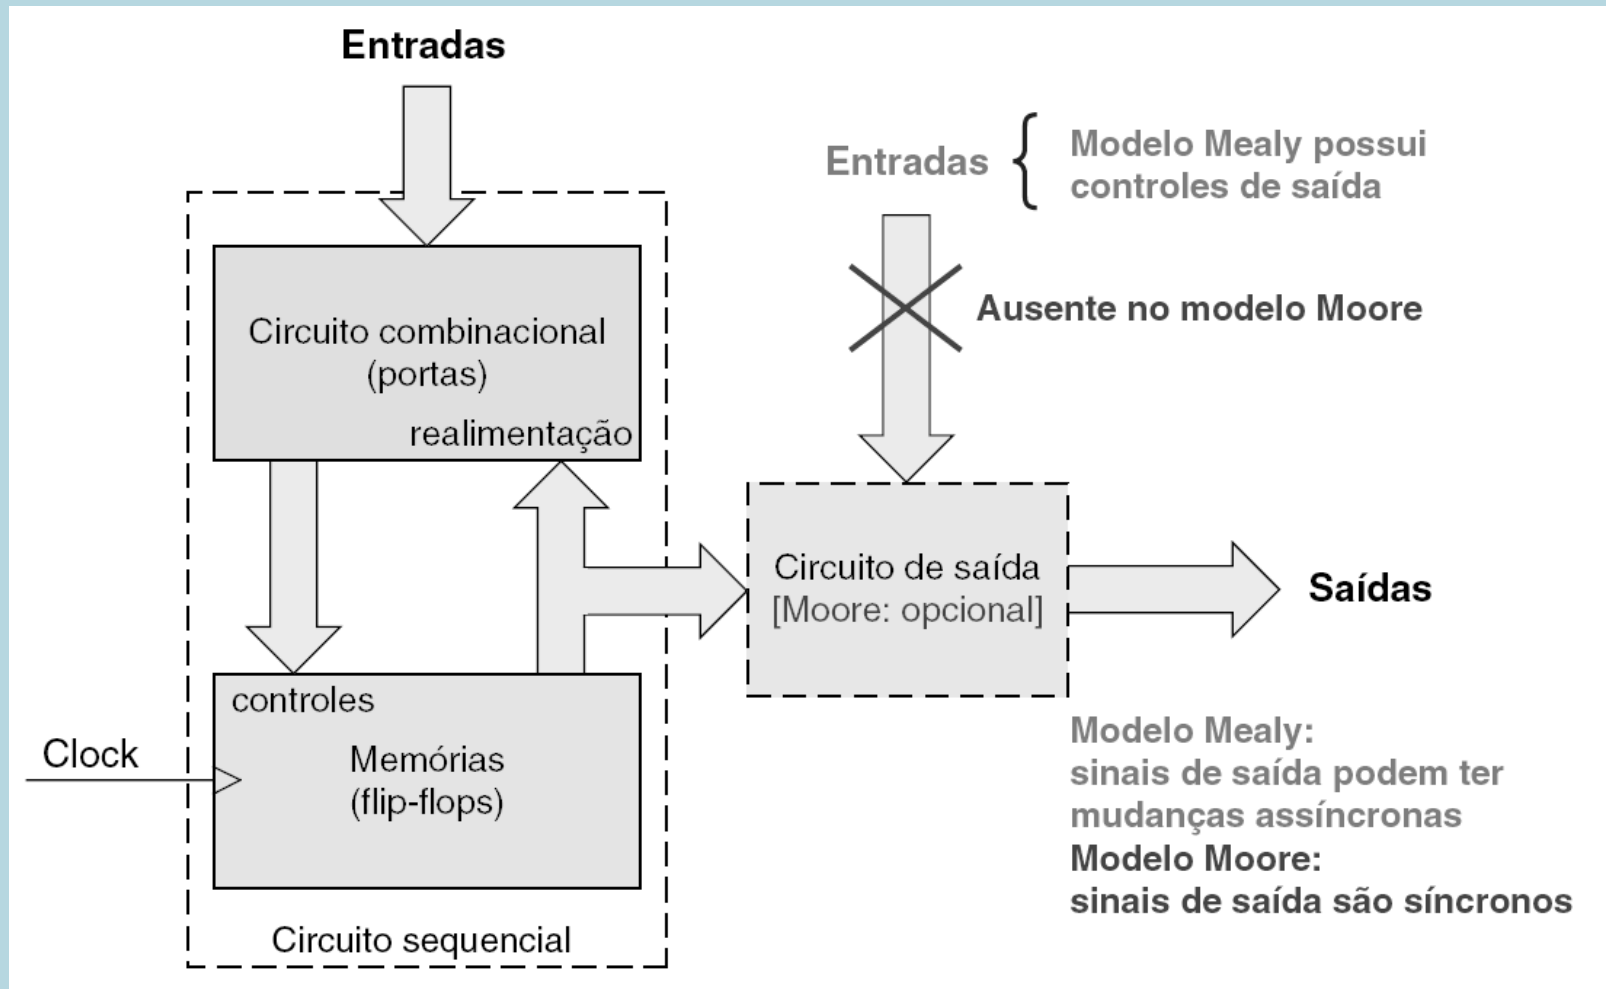 Entradas
Entradas
Modelo Mealy possui
controles de saída
Ausente no modelo Moore
Circuito combinacional
(portas)
realimentação
Circuito de saída
[Moore: opcional]
Saídas
controles
Clock
Memórias
(flip-flops)
Circuito sequencial
Modelo Mealy:
sinais de saída podem ter
mudanças assíncronas
Modelo Moore:
sinais de saída são síncronos